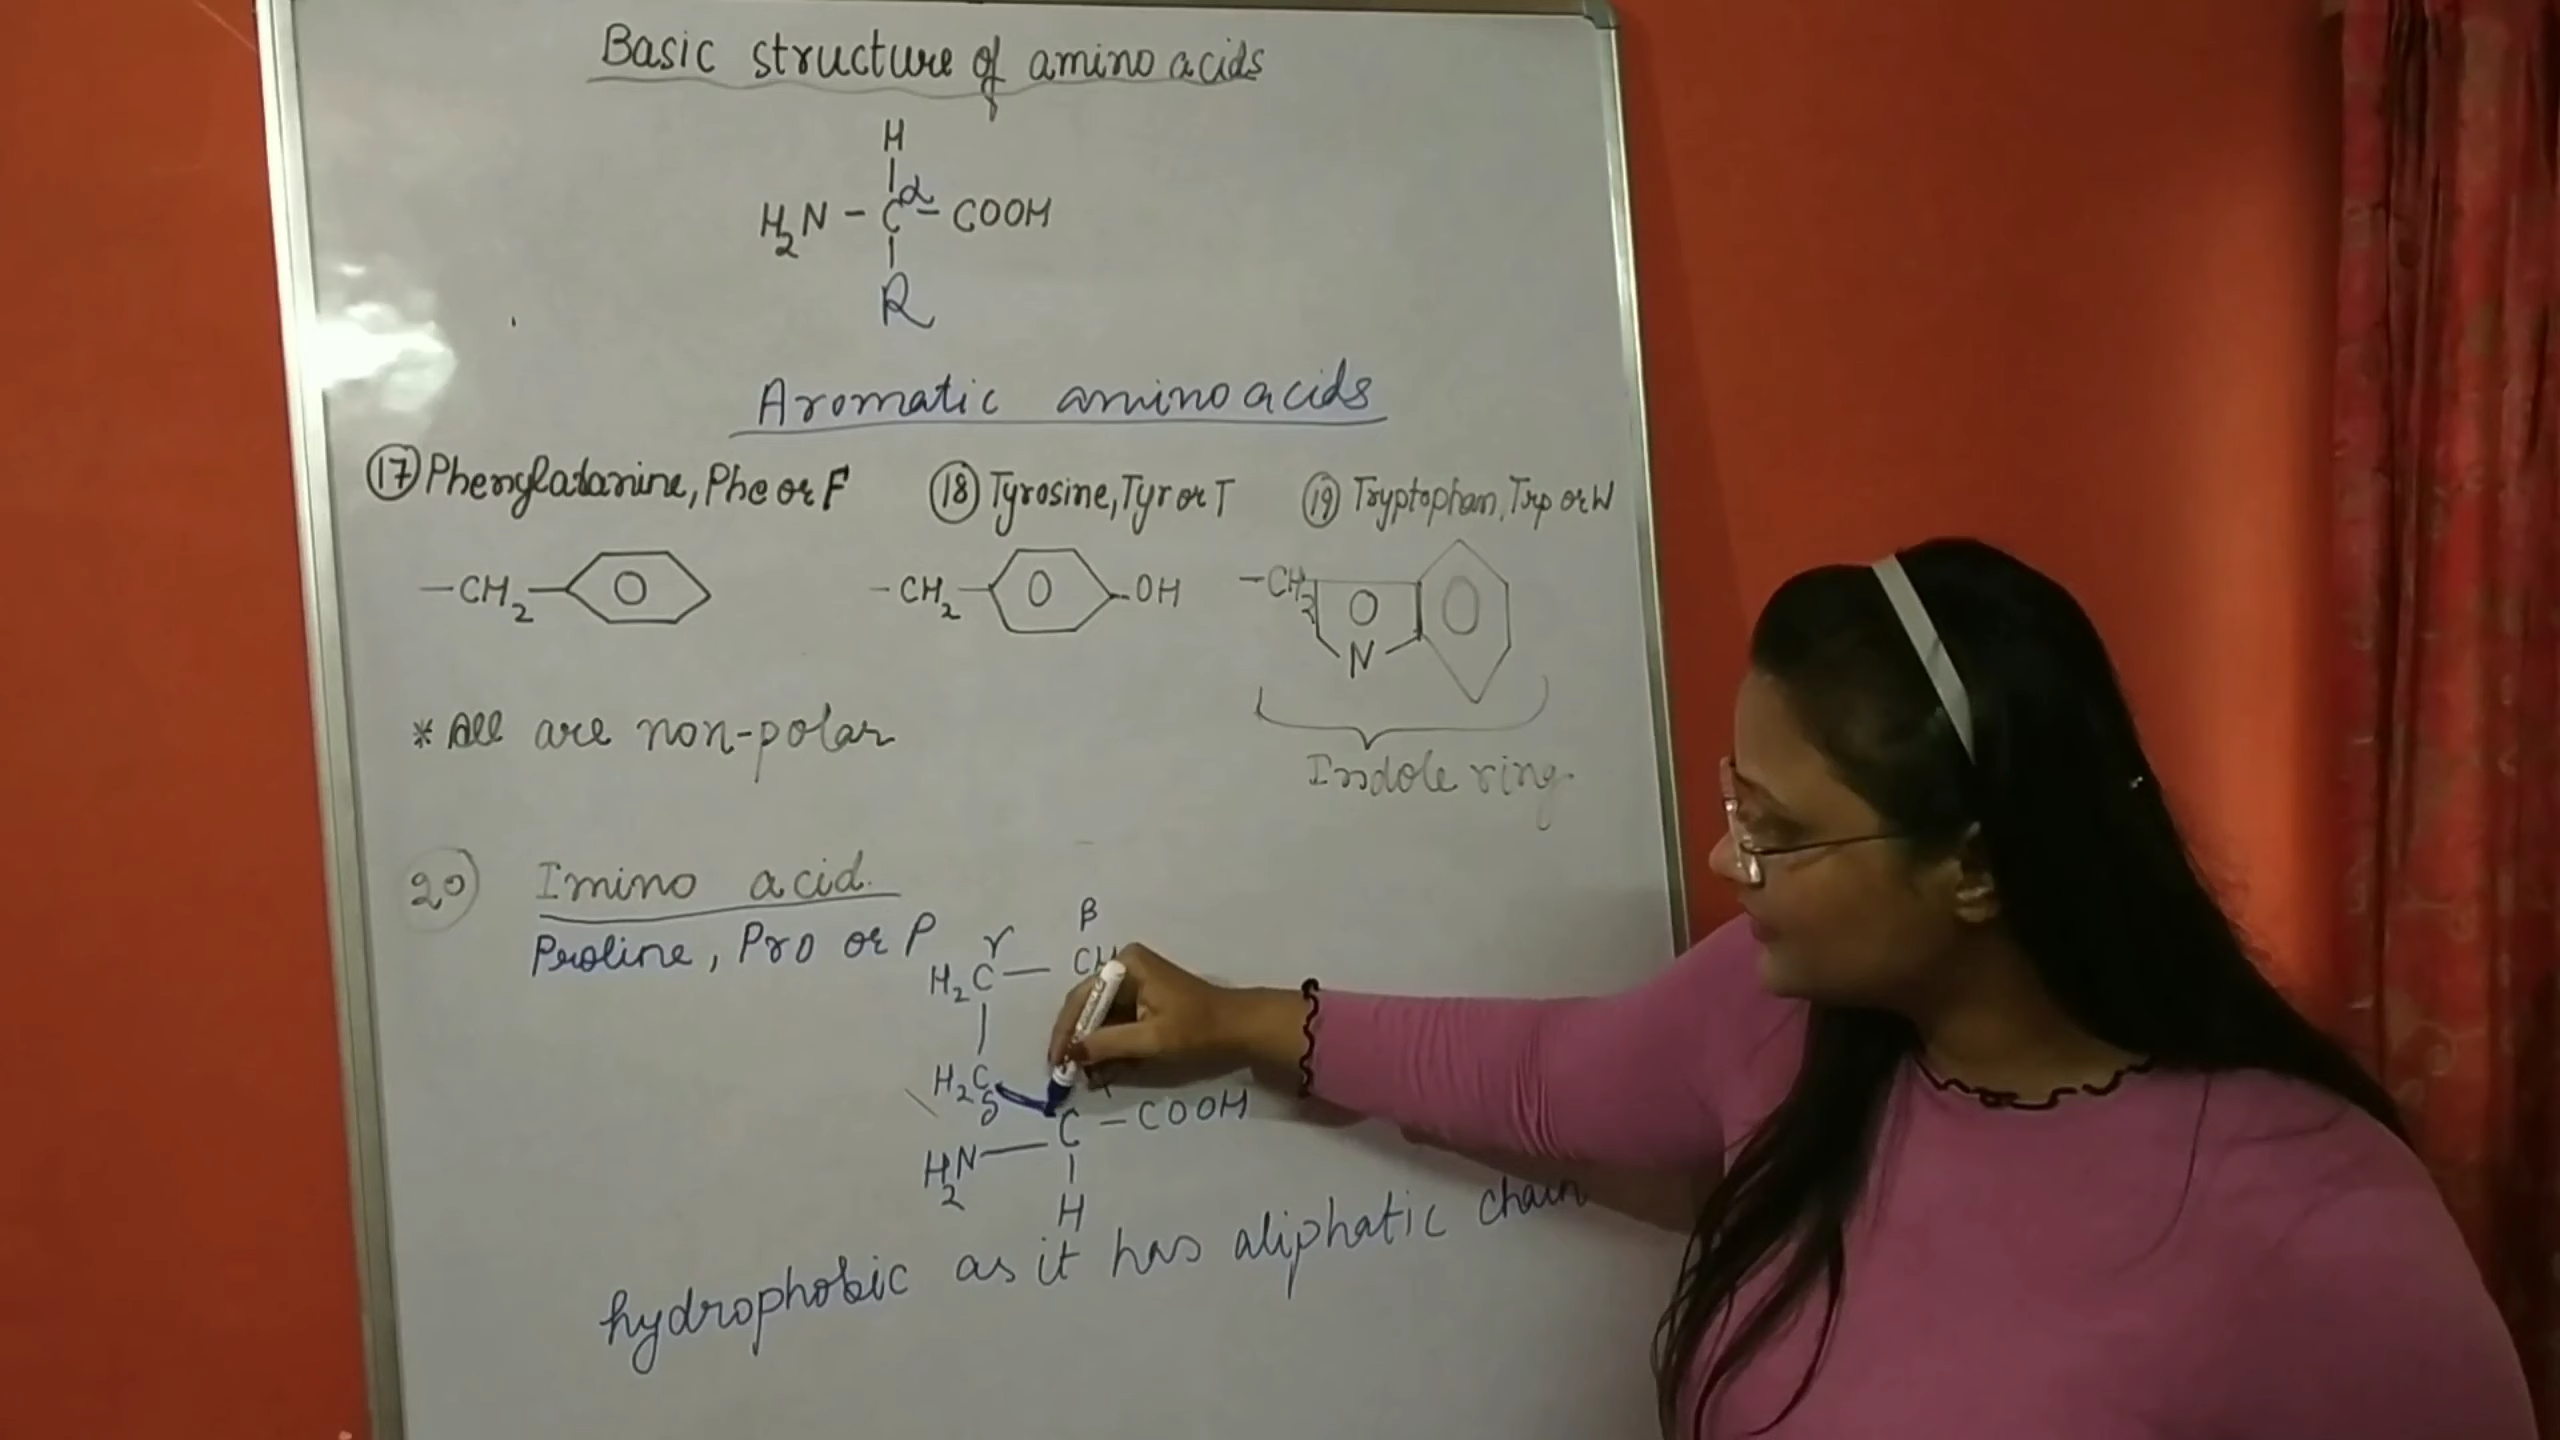 Basic structure of amino acids
H
H2N - Cα - COOH
R
Aromatic amino acids
17 Phenylalanine, Phe or F
18 Tyrosine, Tyr or T
19 Tryptophan, Trp or W
-CH2-
-CH2- -OH
-CH2 N
* All are non-polar
Indole ring
20 Imino acid.
Proline, Pro or P
β
γ
H2C — CH
H2C
δ
C - COOH
H2N
H
hydrophobic as it has aliphatic chain